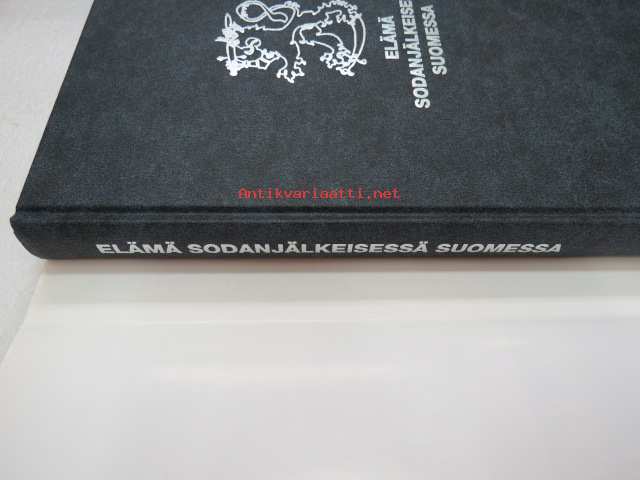 ELÄMÄ
SODANJÄLKEISE
SUOMESSA
Antikvariaatti.net
ELÄMÄ SODANJÄLKEISESSÄ SUOMESSA